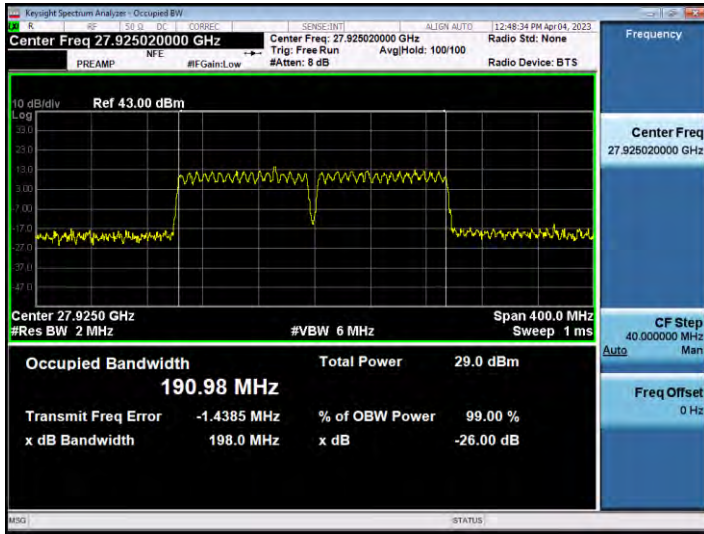 Keysight Spectrum Analyzer - Occupied BW
R RF 50 Ω DC CORREC SENSE:INT ALIGN AUTO 12:48:34 PM Apr 04, 2023
Center Freq 27.925020000 GHz Center Freq: 27.925020000 GHz Radio Std: None
NFE Trig: Free Run Avg|Hold: 100/100
PREAMP #IFGain:Low #Atten: 8 dB Radio Device: BTS
Frequency
10 dB/div Ref 43.00 dBm
Log
33.0
23.0
13.0
3.00
-7.00
-17.0
-27.0
-37.0
-47.0
Center Freq
27.925020000 GHz
Center 27.9250 GHz Span 400.0 MHz
#Res BW 2 MHz #VBW 6 MHz Sweep 1 ms
CF Step
40.000000 MHz
Auto Man
Occupied Bandwidth Total Power 29.0 dBm
190.98 MHz
Transmit Freq Error -1.4385 MHz % of OBW Power 99.00 %
x dB Bandwidth 198.0 MHz x dB -26.00 dB
Freq Offset
0 Hz
MSG STATUS